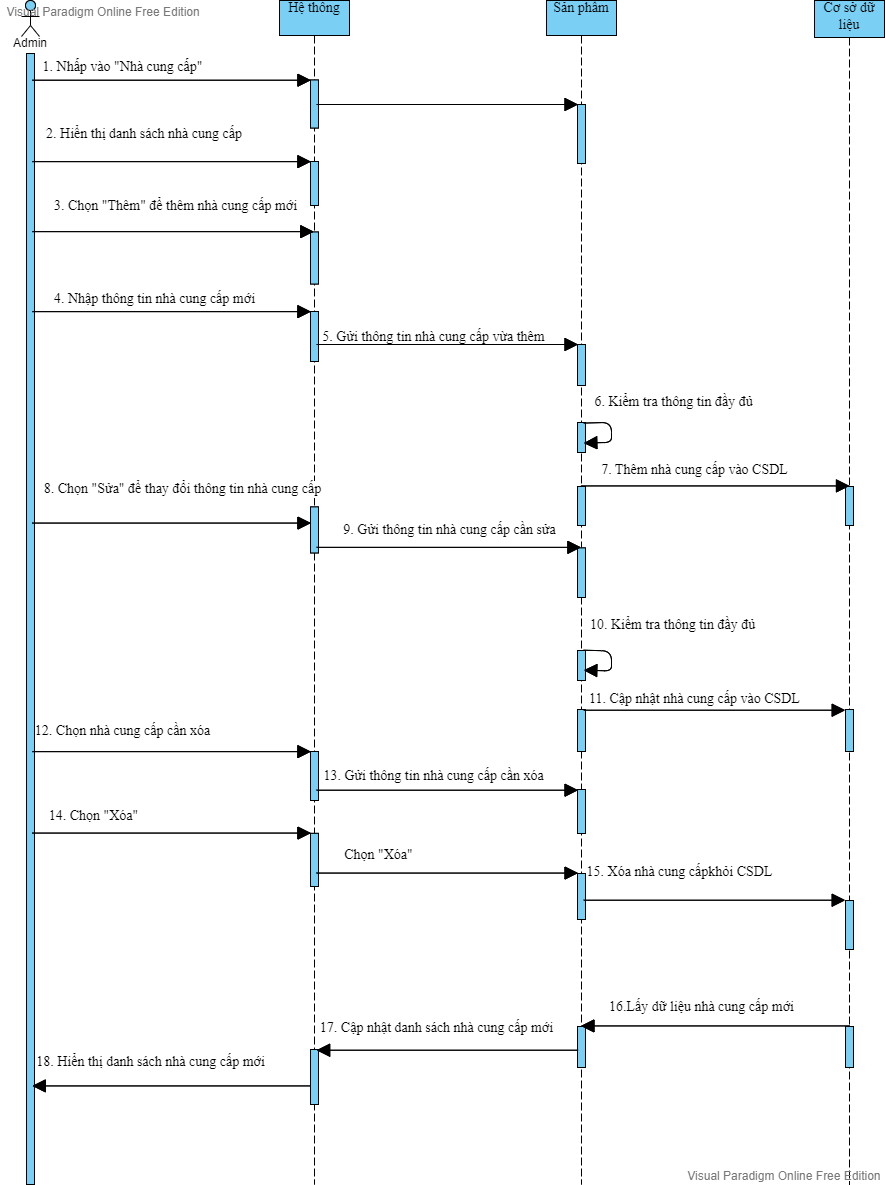 Visual Paradigm Online Free Edition
Admin
Hệ thống
Sản phẩm
Cơ sở dữ
liệu
1. Nhấp vào "Nhà cung cấp"
2. Hiển thị danh sách nhà cung cấp
3. Chọn "Thêm" để thêm nhà cung cấp mới
4. Nhập thông tin nhà cung cấp mới
5. Gửi thông tin nhà cung cấp vừa thêm
6. Kiểm tra thông tin đầy đủ
7. Thêm nhà cung cấp vào CSDL
8. Chọn "Sửa" để thay đổi thông tin nhà cung cấp
9. Gửi thông tin nhà cung cấp cần sửa
10. Kiểm tra thông tin đầy đủ
11. Cập nhật nhà cung cấp vào CSDL
12. Chọn nhà cung cấp cần xóa
13. Gửi thông tin nhà cung cấp cần xóa
14. Chọn "Xóa"
Chọn "Xóa"
15. Xóa nhà cung cấpkhỏi CSDL
16.Lấy dữ liệu nhà cung cấp mới
17. Cập nhật danh sách nhà cung cấp mới
18. Hiển thị danh sách nhà cung cấp mới
Visual Paradigm Online Free Edition